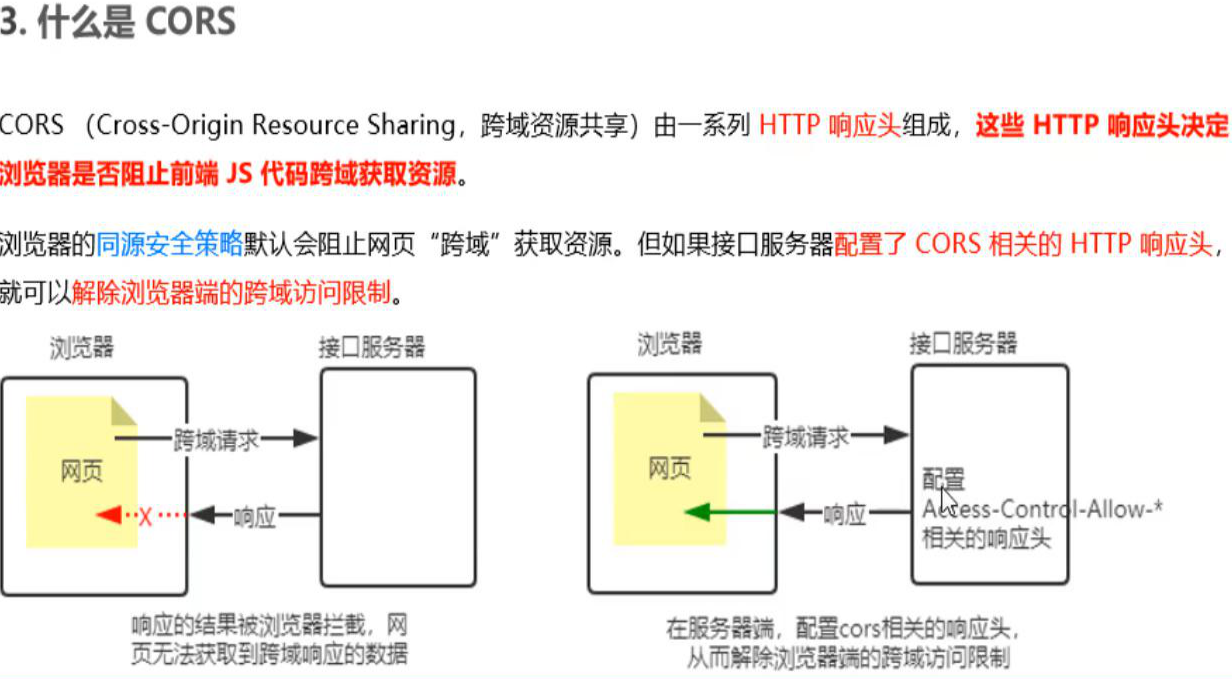 3. 什么是 CORS
CORS （Cross-Origin Resource Sharing，跨域资源共享）由一系列 HTTP 响应头组成，这些 HTTP 响应头决定
浏览器是否阻止前端 JS 代码跨域获取资源。
浏览器的同源安全策略默认会阻止网页“跨域”获取资源。但如果接口服务器配置了 CORS 相关的 HTTP 响应头，
就可以解除浏览器端的跨域访问限制。
浏览器
接口服务器
跨域请求
网页
X
响应
响应的结果被浏览器拦截，网
页无法获取到跨域响应的数据
浏览器
接口服务器
跨域请求
网页
响应
配置
Access-Control-Allow-*
相关的响应头
在服务器端，配置cors相关的响应头，
从而解除浏览器端的跨域访问限制